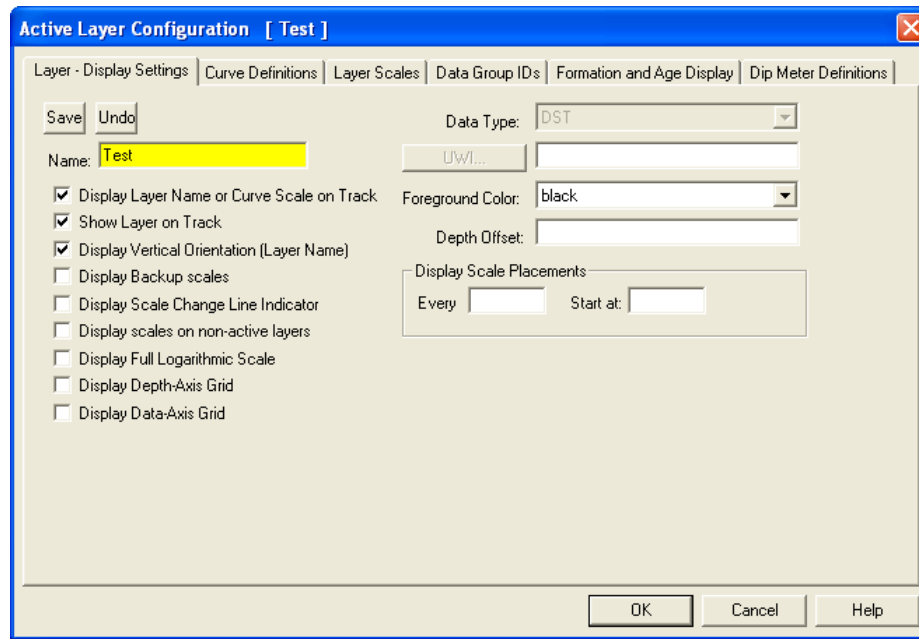 Active Layer Configuration [ Test ]
Layer - Display Settings Curve Definitions Layer Scales Data Group IDs Formation and Age Display Dip Meter Definitions
Save Undo
Name: Test
Display Layer Name or Curve Scale on Track
Show Layer on Track
Display Vertical Orientation (Layer Name)
Display Backup scales
Display Scale Change Line Indicator
Display scales on non-active layers
Display Full Logarithmic Scale
Display Depth-Axis Grid
Display Data-Axis Grid
Data Type: DST
UWI...
Foreground Color: black
Depth Offset:
Display Scale Placements
Every Start at:
OK Cancel Help